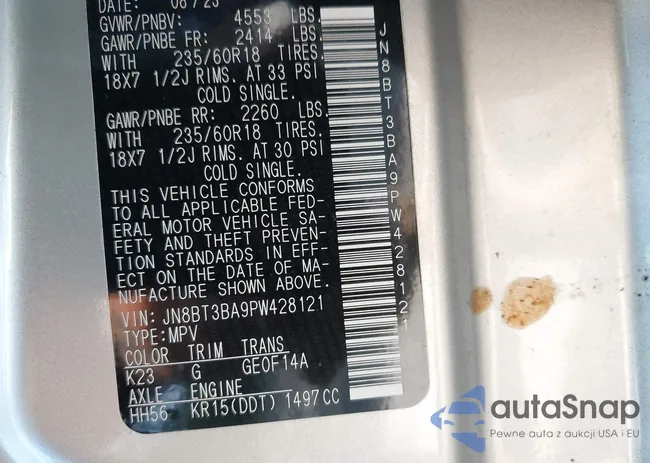 DATE: 08/23
GVWR/PNBV: 4553 LBS.
GAWR/PNBE FR: 2414 LBS.
WITH 235/60R18 TIRES.
18X7 1/2J RIMS. AT 33 PSI
COLD SINGLE.
GAWR/PNBE RR: 2260 LBS.
WITH 235/60R18 TIRES.
18X7 1/2J RIMS. AT 30 PSI
COLD SINGLE.
THIS VEHICLE CONFORMS
TO ALL APPLICABLE FED-
ERAL MOTOR VEHICLE SA-
FETY AND THEFT PREVEN-
TION STANDARDS IN EFF-
ECT ON THE DATE OF MA-
NUFACTURE SHOWN ABOVE.
VIN: JN8BT3BA9PW428121
TYPE:MPV
COLOR TRIM TRANS
K23 G GE0F14A
AXLE ENGINE
HH56 KR15(DDT) 1497CC
JN8BT3BA9PW428121
autaSnap
Pewne auta z aukcji USA i EU